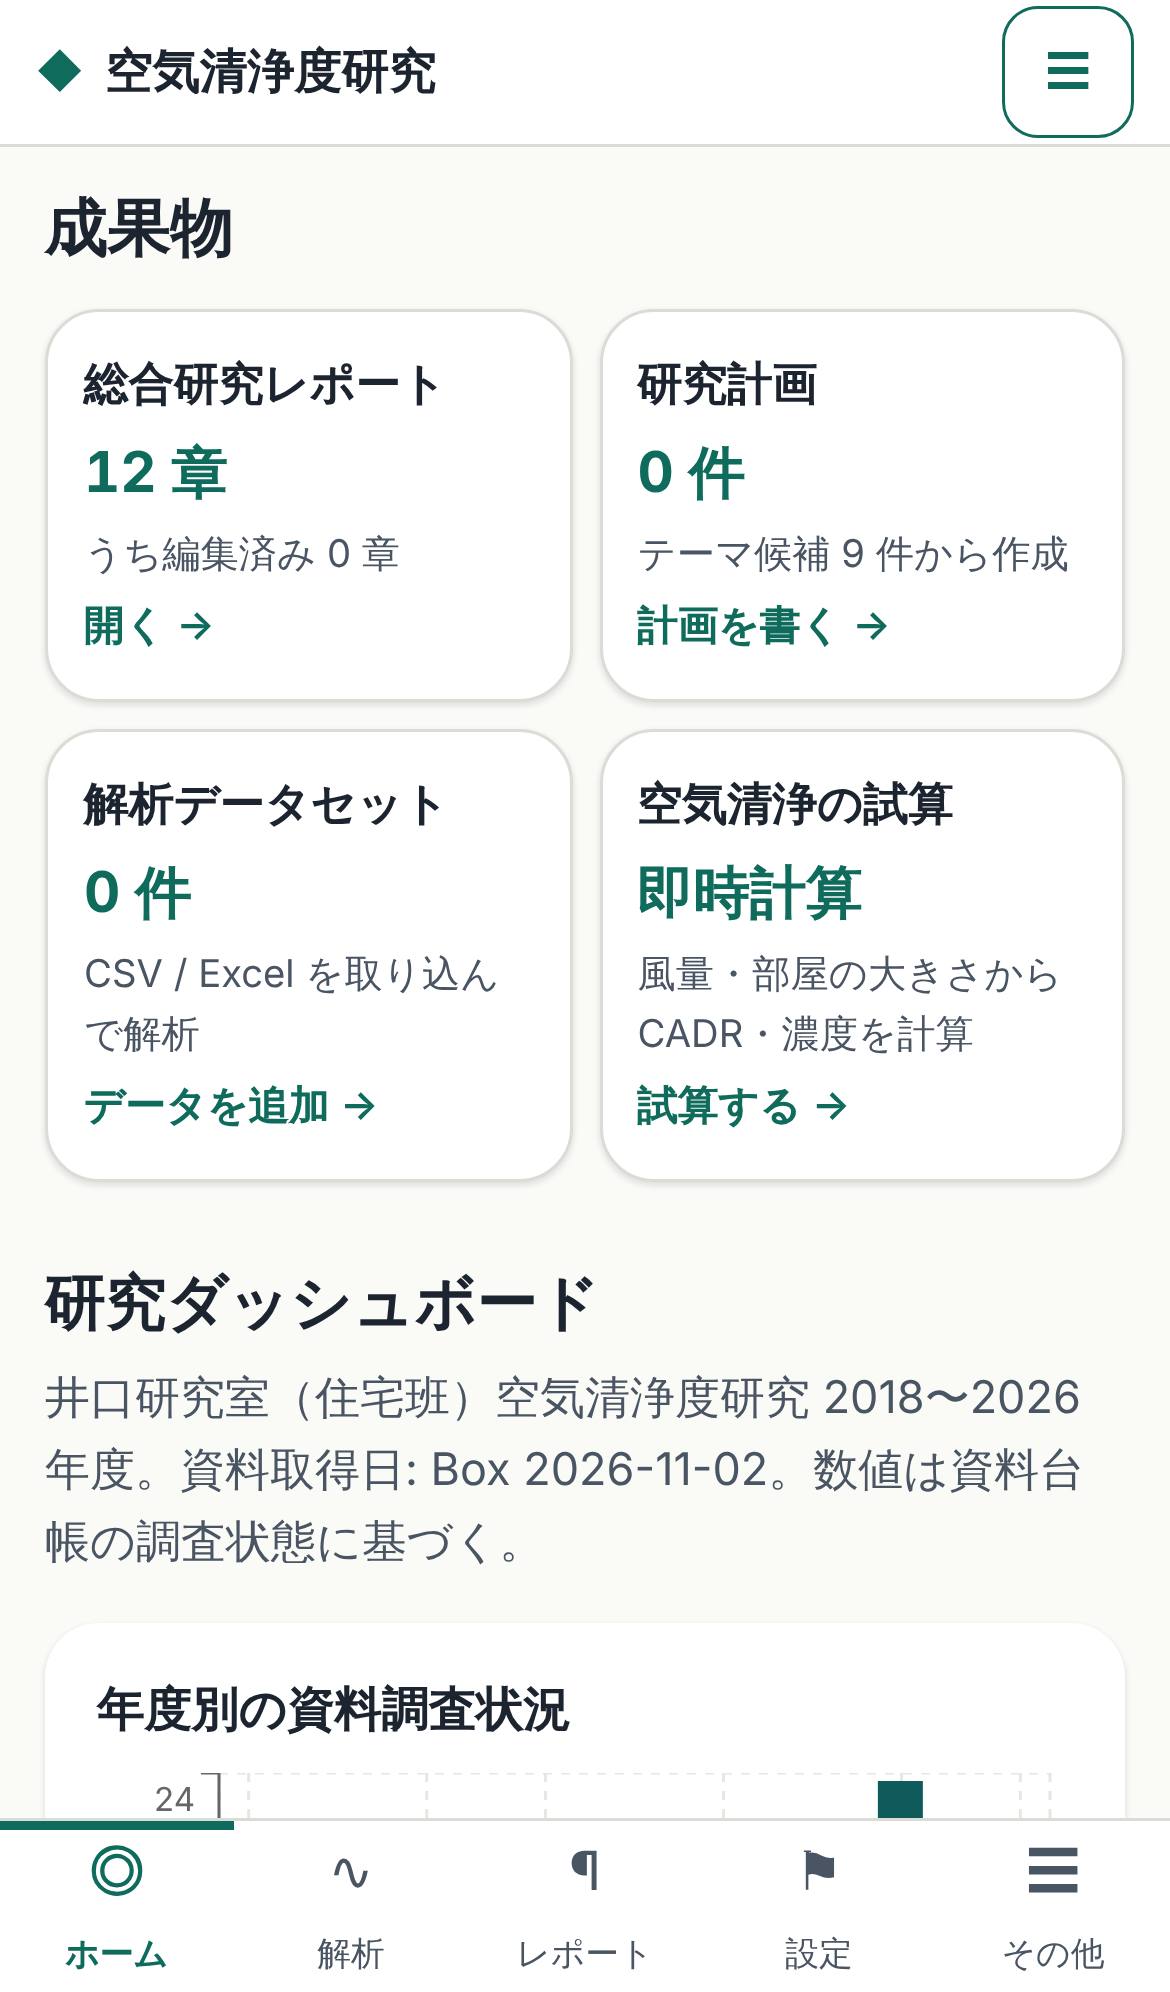 ◆ 空気清浄度研究
☰
成果物
総合研究レポート
12 章
うち編集済み 0 章
開く →
研究計画
0 件
テーマ候補 9 件から作成
計画を書く →
解析データセット
0 件
CSV / Excel を取り込ん
で解析
データを追加 →
空気清浄の試算
即時計算
風量・部屋の大きさから
CADR・濃度を計算
試算する →
研究ダッシュボード
井口研究室（住宅班）空気清浄度研究 2018〜2026
年度。資料取得日: Box 2026-11-02。数値は資料台
帳の調査状態に基づく。
年度別の資料調査状況
24
◎ ∿ ¶ ⚑ ☰
ホーム 解析 レポート 設定 その他